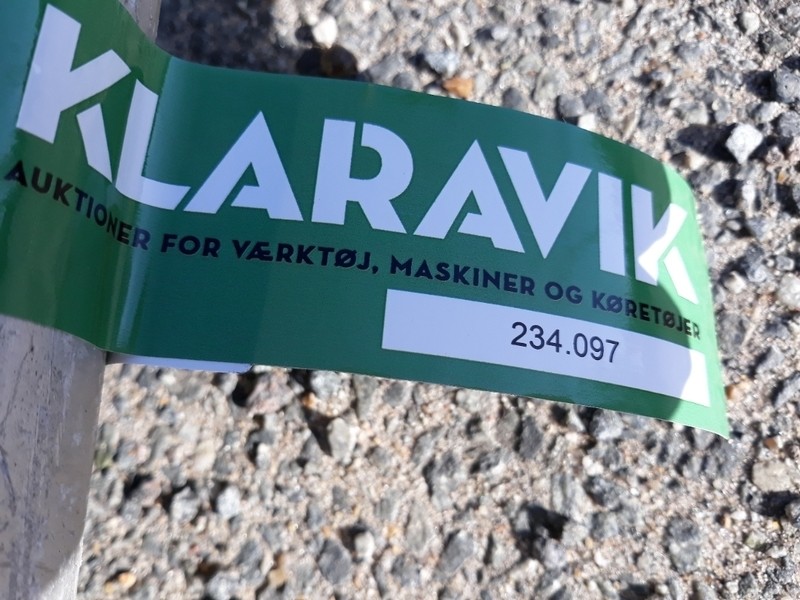 KLARAVIK
AUKTIONER FOR VÆRKTØJ, MASKINER OG KØRETØJER
234.097